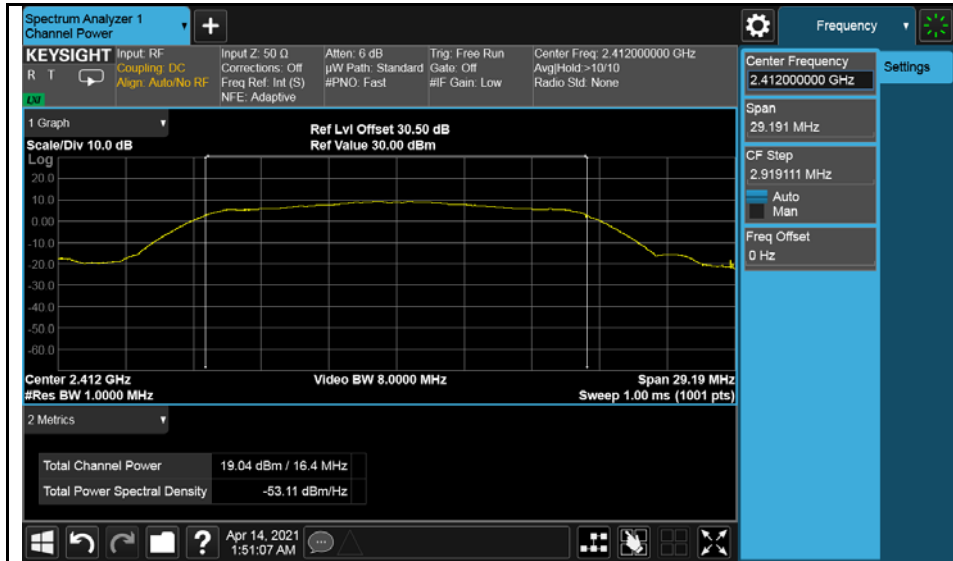 Spectrum Analyzer 1
Channel Power
+
Frequency
KEYSIGHT
R T
LXI
Input: RF
Coupling: DC
Align: Auto/No RF
Input Z: 50 Ω
Corrections: Off
Freq Ref: Int (S)
NFE: Adaptive
Atten: 6 dB
µW Path: Standard
#PNO: Fast
Trig: Free Run
Gate: Off
#IF Gain: Low
Center Freq: 2.412000000 GHz
Avg|Hold:>10/10
Radio Std: None
Center Frequency
2.412000000 GHz
Settings
Span
29.191 MHz
CF Step
2.919111 MHz
Auto
Man
Freq Offset
0 Hz
1 Graph
Scale/Div 10.0 dB
Ref Lvl Offset 30.50 dB
Ref Value 30.00 dBm
Log
20.0
10.0
0.00
-10.0
-20.0
-30.0
-40.0
-50.0
-60.0
Center 2.412 GHz
#Res BW 1.0000 MHz
Video BW 8.0000 MHz
Span 29.19 MHz
Sweep 1.00 ms (1001 pts)
2 Metrics
Total Channel Power 19.04 dBm / 16.4 MHz
Total Power Spectral Density -53.11 dBm/Hz
?
Apr 14, 2021
1:51:07 AM